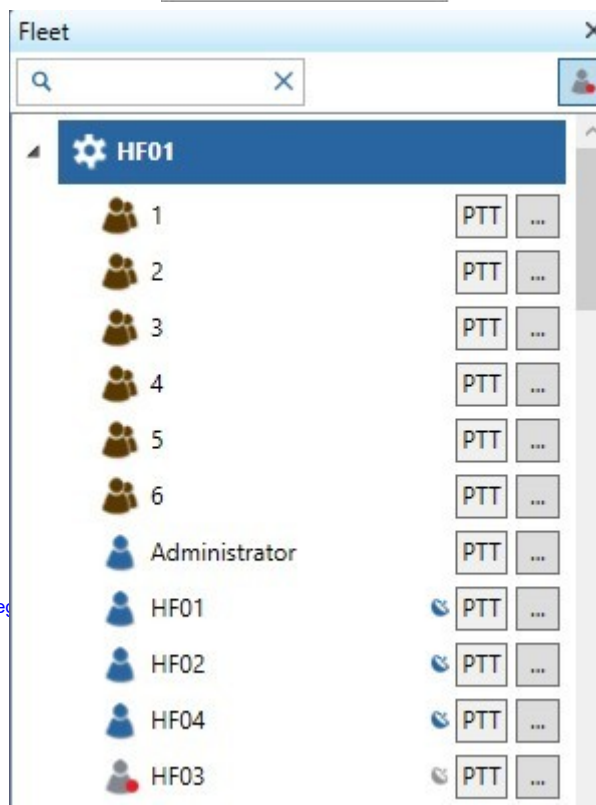 Fleet
HF01
1 PTT ...
2 PTT ...
3 PTT ...
4 PTT ...
5 PTT ...
6 PTT ...
Administrator PTT ...
HF01 PTT ...
HF02 PTT ...
HF04 PTT ...
HF03 PTT ...